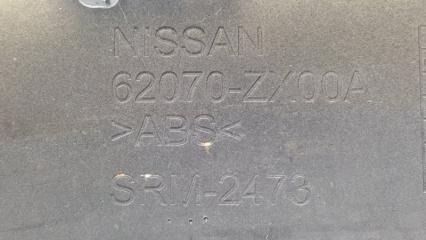 NISSAN
62070-ZX00A
>ABS<
SRM-2473